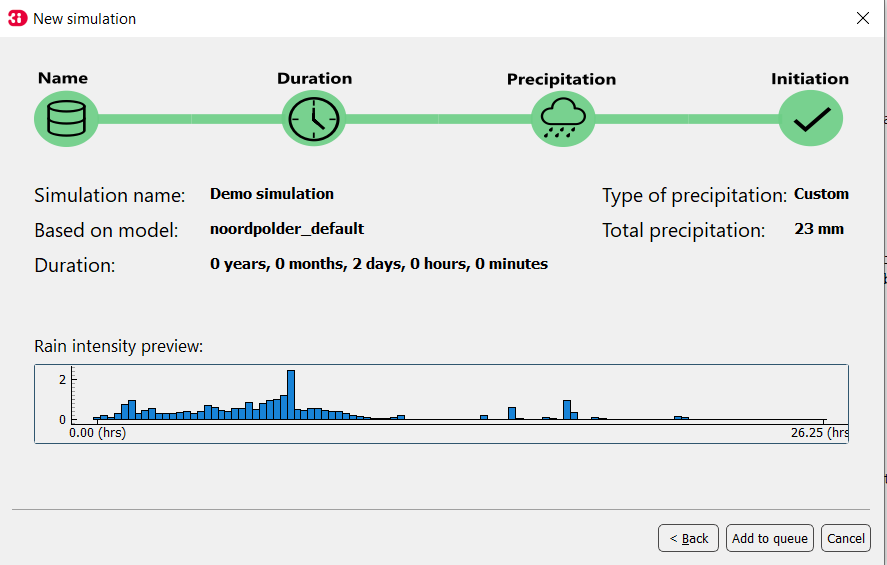 New simulation
Name Duration Precipitation Initiation
Simulation name: Demo simulation Type of precipitation: Custom
Based on model: noordpolder_default Total precipitation: 23 mm
Duration: 0 years, 0 months, 2 days, 0 hours, 0 minutes
Rain intensity preview:
2
0
0.00 (hrs) 26.25 (hrs
< Back Add to queue Cancel